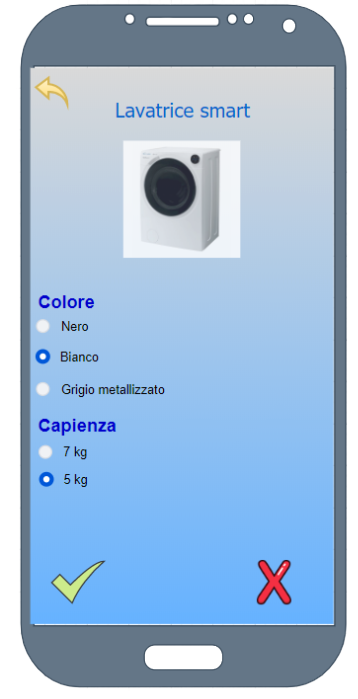 Lavatrice smart
Colore
Nero
Bianco
Grigio metallizzato
Capienza
7 kg
5 kg